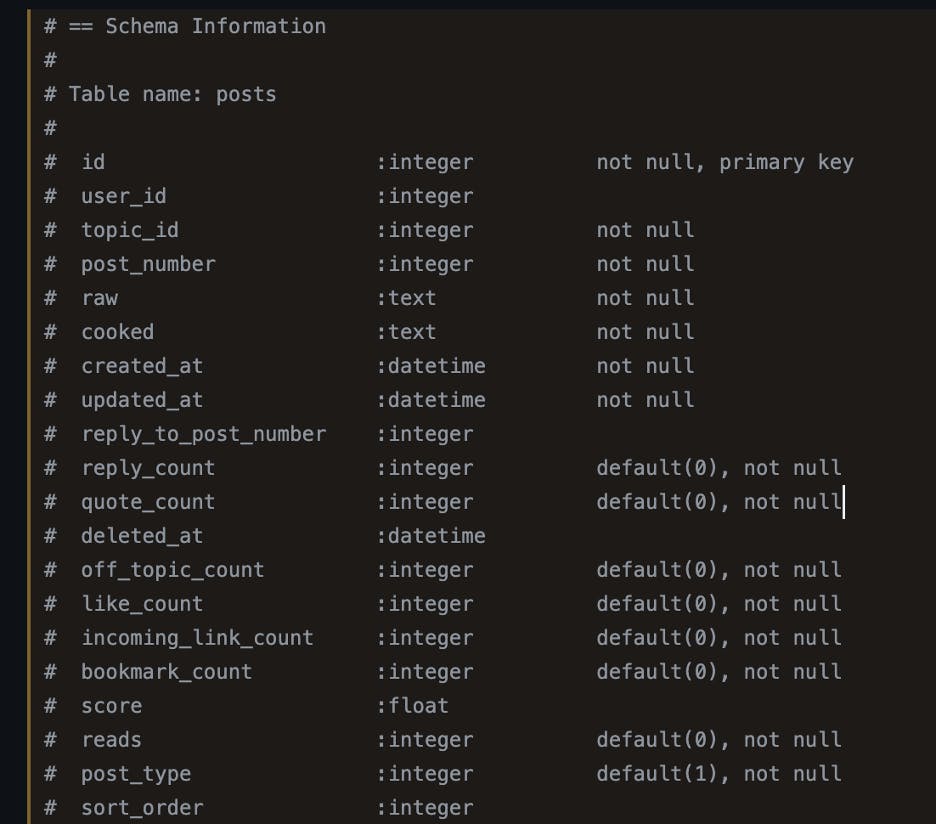 # == Schema Information
#
# Table name: posts
#
#  id                      :integer          not null, primary key
#  user_id                 :integer
#  topic_id                :integer          not null
#  post_number             :integer          not null
#  raw                     :text             not null
#  cooked                  :text             not null
#  created_at              :datetime         not null
#  updated_at              :datetime         not null
#  reply_to_post_number    :integer
#  reply_count             :integer          default(0), not null
#  quote_count             :integer          default(0), not null
#  deleted_at              :datetime
#  off_topic_count         :integer          default(0), not null
#  like_count              :integer          default(0), not null
#  incoming_link_count     :integer          default(0), not null
#  bookmark_count          :integer          default(0), not null
#  score                   :float
#  reads                   :integer          default(0), not null
#  post_type               :integer          default(1), not null
#  sort_order              :integer